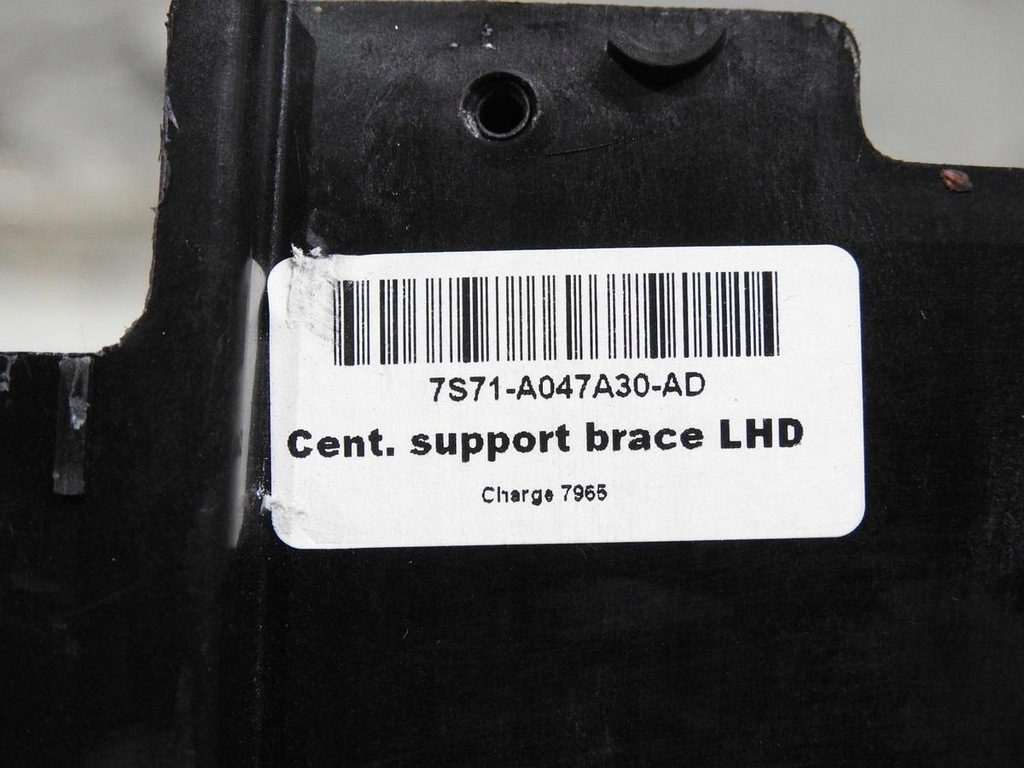 7S71-A047A30-AD
Cent. support brace LHD
Charge 7965